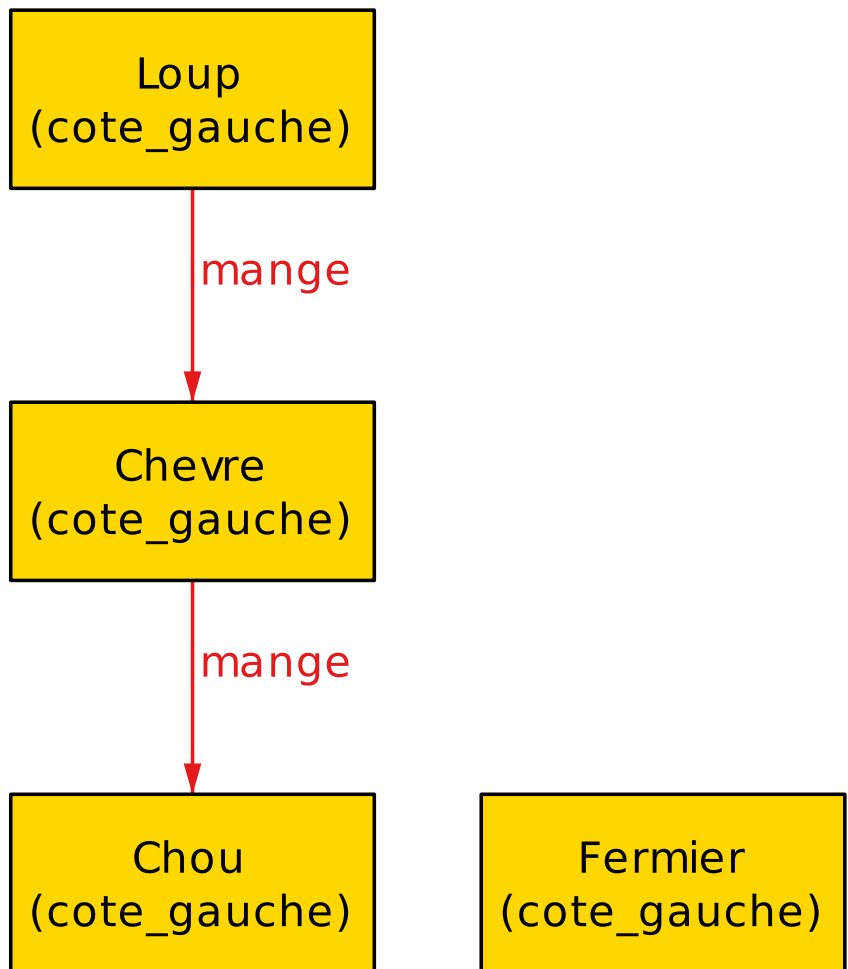 Loup
(cote_gauche)
mange
Chevre
(cote_gauche)
mange
Chou
(cote_gauche)
Fermier
(cote_gauche)